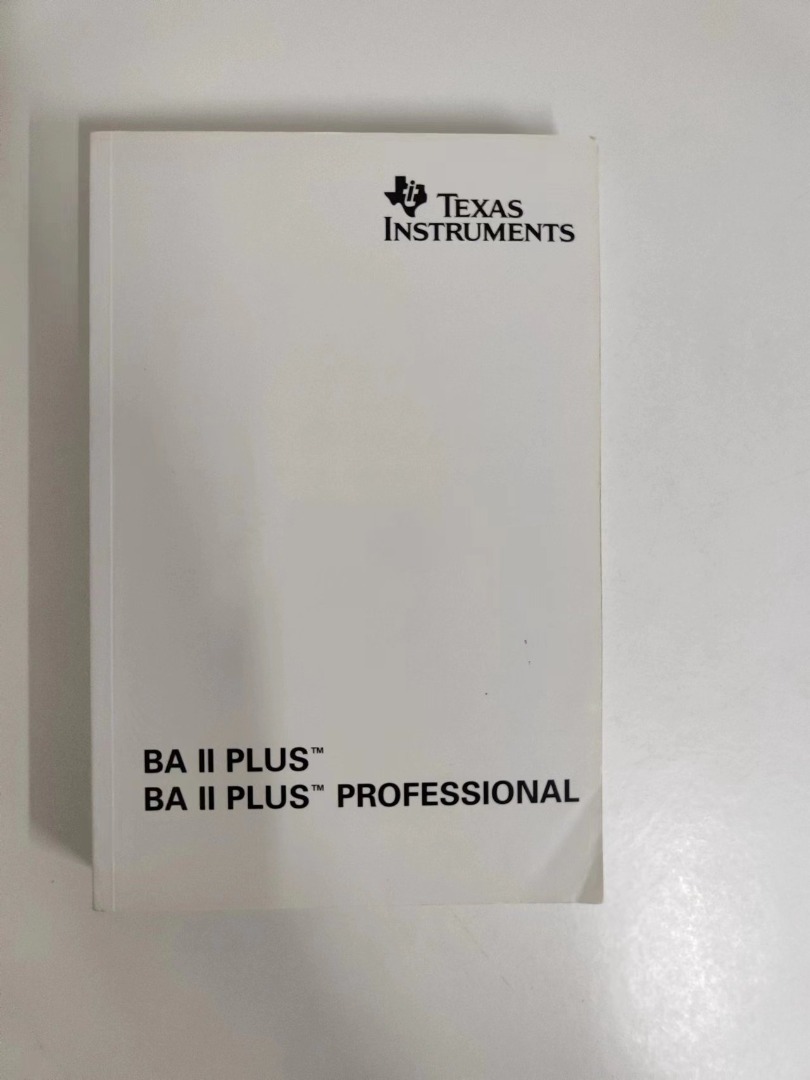 TEXAS
INSTRUMENTS
BA II PLUS™
BA II PLUS™ PROFESSIONAL